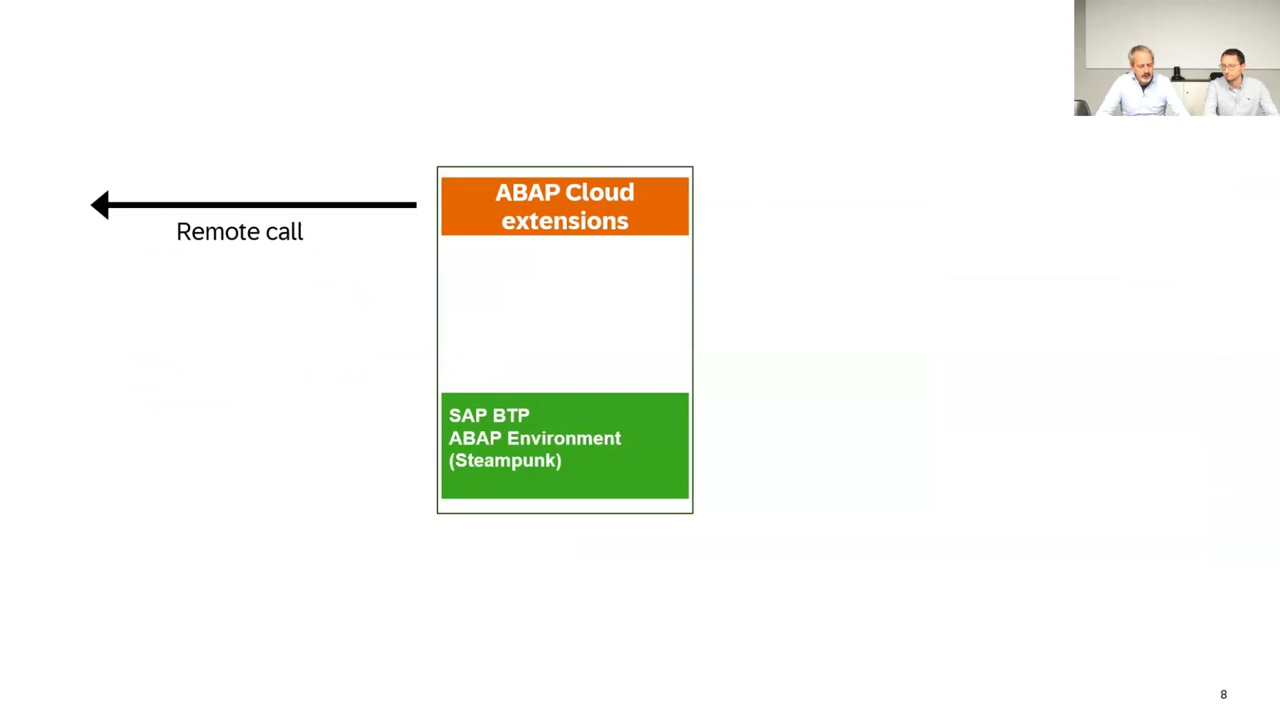 ABAP Cloud
extensions
Remote call
SAP BTP
ABAP Environment
(Steampunk)
8